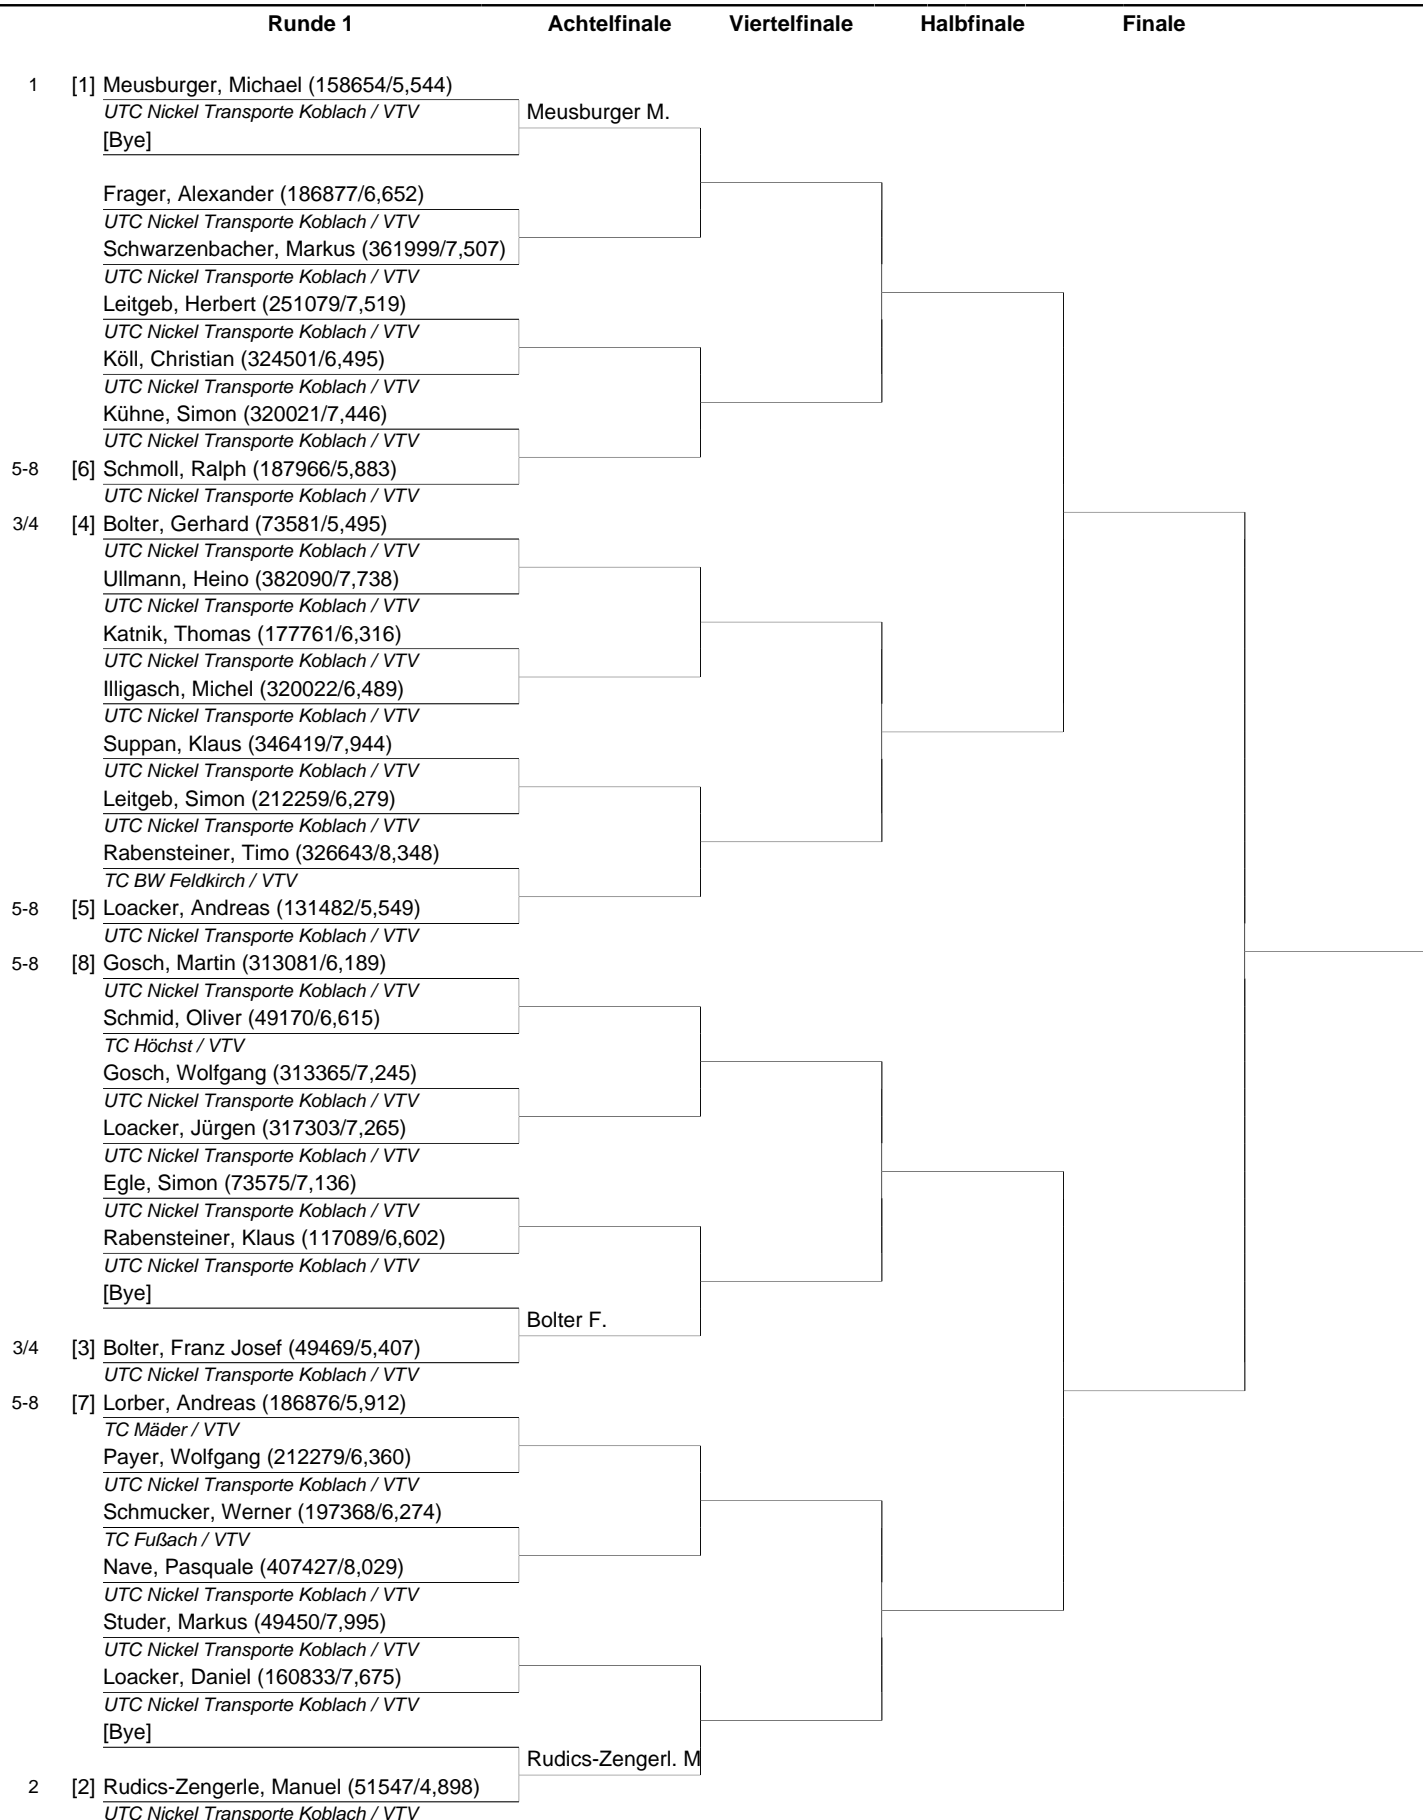 Runde 1 Achtelfinale Viertelfinale Halbfinale Finale
1 [1] Meusburger, Michael (158654/5,544)
UTC Nickel Transporte Koblach / VTV Meusburger M.
[Bye]
Frager, Alexander (186877/6,652)
UTC Nickel Transporte Koblach / VTV
Schwarzenbacher, Markus (361999/7,507)
UTC Nickel Transporte Koblach / VTV
Leitgeb, Herbert (251079/7,519)
UTC Nickel Transporte Koblach / VTV
Köll, Christian (324501/6,495)
UTC Nickel Transporte Koblach / VTV
Kühne, Simon (320021/7,446)
UTC Nickel Transporte Koblach / VTV
5-8 [6] Schmoll, Ralph (187966/5,883)
UTC Nickel Transporte Koblach / VTV
3/4 [4] Bolter, Gerhard (73581/5,495)
UTC Nickel Transporte Koblach / VTV
Ullmann, Heino (382090/7,738)
UTC Nickel Transporte Koblach / VTV
Katnik, Thomas (177761/6,316)
UTC Nickel Transporte Koblach / VTV
Illigasch, Michel (320022/6,489)
UTC Nickel Transporte Koblach / VTV
Suppan, Klaus (346419/7,944)
UTC Nickel Transporte Koblach / VTV
Leitgeb, Simon (212259/6,279)
UTC Nickel Transporte Koblach / VTV
Rabensteiner, Timo (326643/8,348)
TC BW Feldkirch / VTV
5-8 [5] Loacker, Andreas (131482/5,549)
UTC Nickel Transporte Koblach / VTV
5-8 [8] Gosch, Martin (313081/6,189)
UTC Nickel Transporte Koblach / VTV
Schmid, Oliver (49170/6,615)
TC Höchst / VTV
Gosch, Wolfgang (313365/7,245)
UTC Nickel Transporte Koblach / VTV
Loacker, Jürgen (317303/7,265)
UTC Nickel Transporte Koblach / VTV
Egle, Simon (73575/7,136)
UTC Nickel Transporte Koblach / VTV
Rabensteiner, Klaus (117089/6,602)
UTC Nickel Transporte Koblach / VTV
[Bye]
Bolter F.
3/4 [3] Bolter, Franz Josef (49469/5,407)
UTC Nickel Transporte Koblach / VTV
5-8 [7] Lorber, Andreas (186876/5,912)
TC Mäder / VTV
Payer, Wolfgang (212279/6,360)
UTC Nickel Transporte Koblach / VTV
Schmucker, Werner (197368/6,274)
TC Fußach / VTV
Nave, Pasquale (407427/8,029)
UTC Nickel Transporte Koblach / VTV
Studer, Markus (49450/7,995)
UTC Nickel Transporte Koblach / VTV
Loacker, Daniel (160833/7,675)
UTC Nickel Transporte Koblach / VTV
[Bye]
Rudics-Zengerl. M
2 [2] Rudics-Zengerle, Manuel (51547/4,898)
UTC Nickel Transporte Koblach / VTV